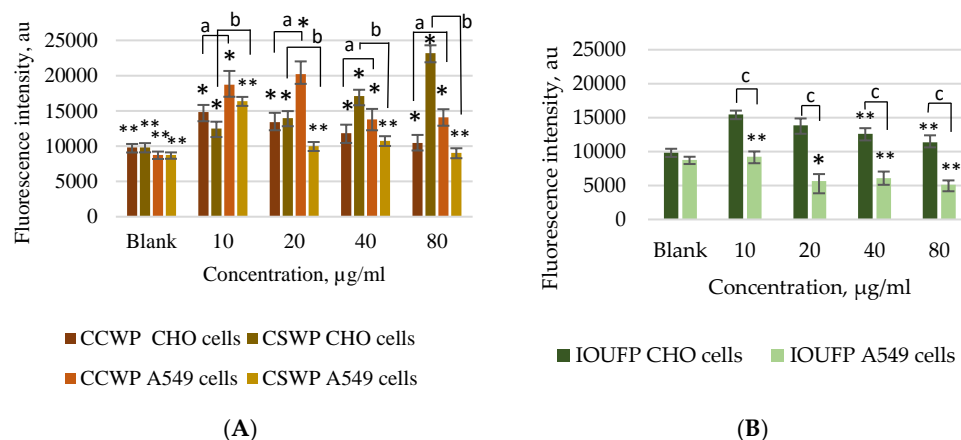 a b a * b a b a b
25000
20000
15000
10000
5000
0
Fluorescence intensity, au
** ** ** **
* * * **
** * **
* * * **
* * * **
Blank 10 20 40 80
Concentration, µg/ml
CCWP CHO cells CSWP CHO cells
CCWP A549 cells CSWP A549 cells
(A)
25000
20000
15000
10000
5000
0
Fluorescence intensity, au
c c c c
** * ** ** ** **
Blank 10 20 40 80
Concentration, µg/ml
IOUFP CHO cells IOUFP A549 cells
(B)